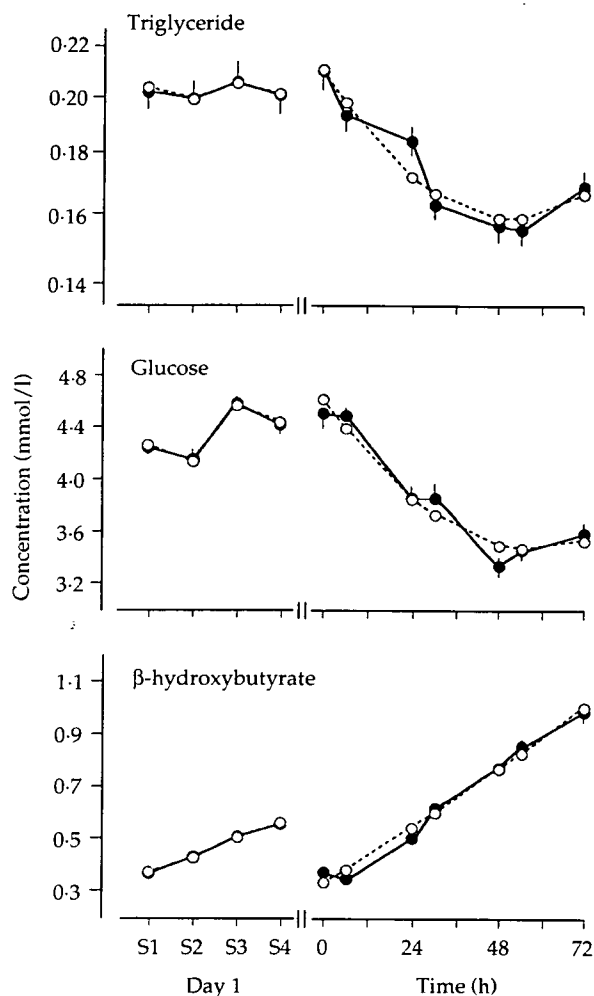 Triglyceride
0·22
0·20
0·18
0·16
0·14
Glucose
4·8
4·4
4·0
3·6
3·2
Concentration (mmol/l)
β-hydroxybutyrate
1·1
0·9
0·7
0·5
0·3
S1 S2 S3 S4 0 24 48 72
Day 1 Time (h)